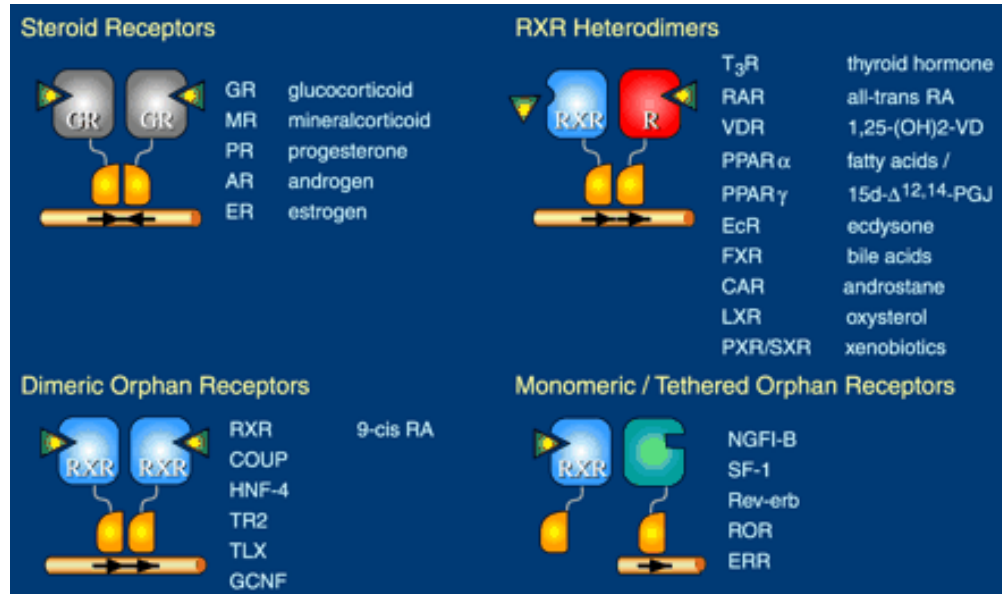 Steroid Receptors
GR GR
GR glucocorticoid
MR mineralcorticoid
PR progesterone
AR androgen
ER estrogen
RXR Heterodimers
RXR R
T₃R thyroid hormone
RAR all-trans RA
VDR 1,25-(OH)2-VD
PPARα fatty acids /
PPARγ 15d-Δ12,14-PGJ
EcR ecdysone
FXR bile acids
CAR androstane
LXR oxysterol
PXR/SXR xenobiotics
Dimeric Orphan Receptors
RXR RXR
RXR 9-cis RA
COUP
HNF-4
TR2
TLX
GCNF
Monomeric / Tethered Orphan Receptors
RXR
NGFI-B
SF-1
Rev-erb
ROR
ERR